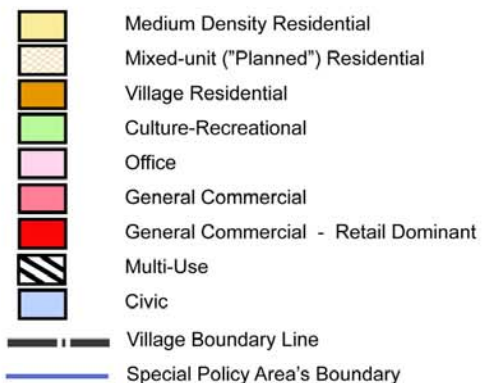 Medium Density Residential
Mixed-unit ("Planned") Residential
Village Residential
Culture-Recreational
Office
General Commercial
General Commercial - Retail Dominant
Multi-Use
Civic
Village Boundary Line
Special Policy Area's Boundary